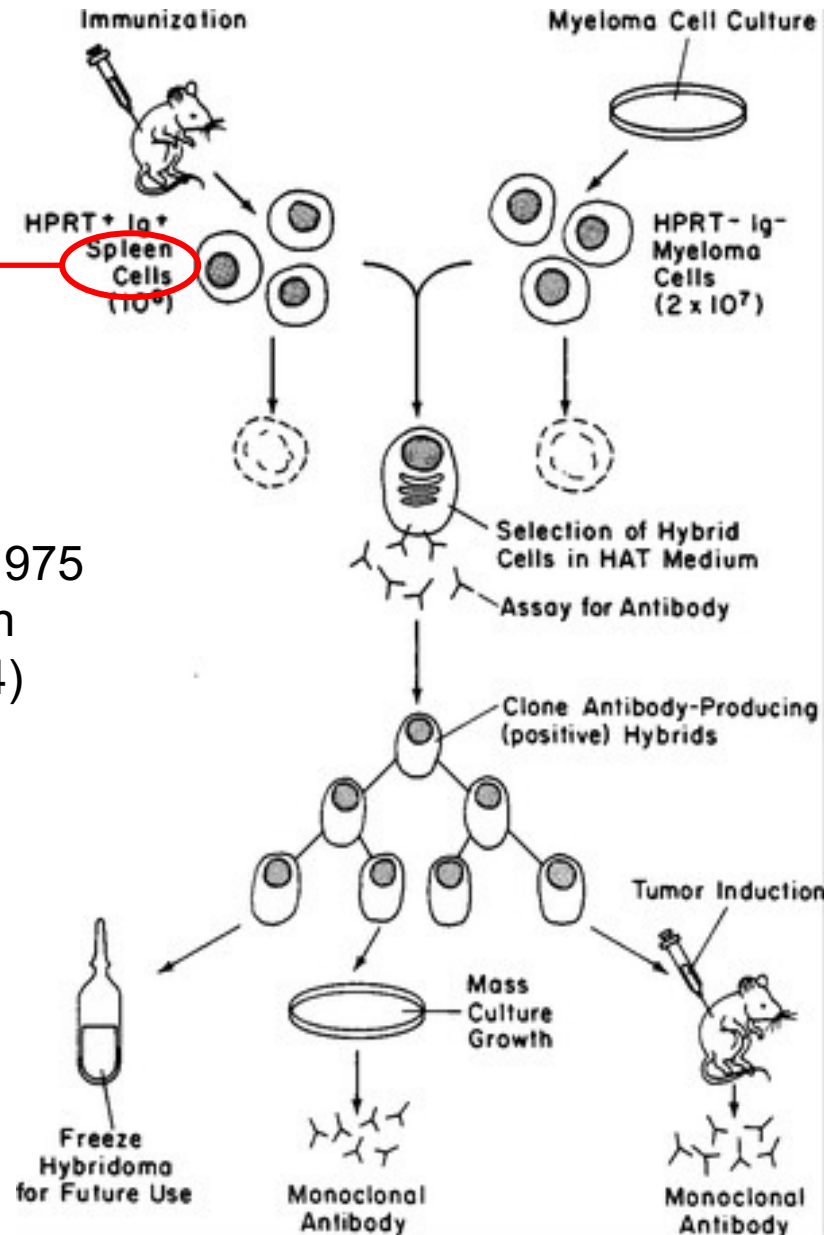 Immunization
Myeloma Cell Culture
HPRT+ Ig+
Spleen
Cells
HPRT- Ig-
Myeloma
Cells
(2 x 10⁷)
975
n
4)
Selection of Hybrid
Cells in HAT Medium
Assay for Antibody
Clone Antibody-Producing
(positive) Hybrids
Tumor Induction
Mass
Culture
Growth
Freeze
Hybridoma
for Future Use
Monoclonal
Antibody
Monoclonal
Antibody